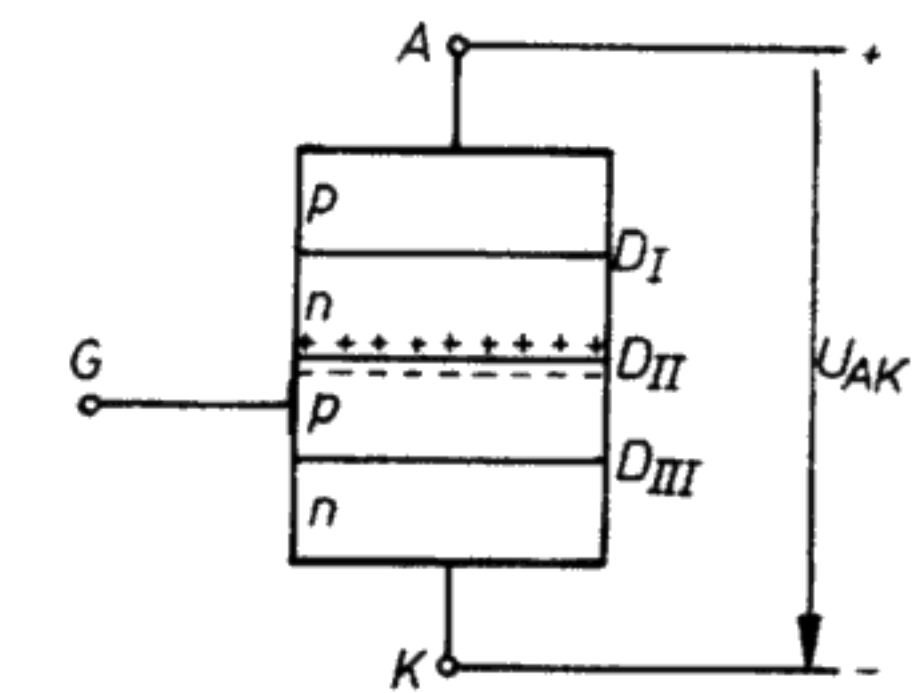 A +
p
D_I
n
+ + + + + + + +
G
D_II
U_AK
- - - - - - - - -
p
D_III
n
K -